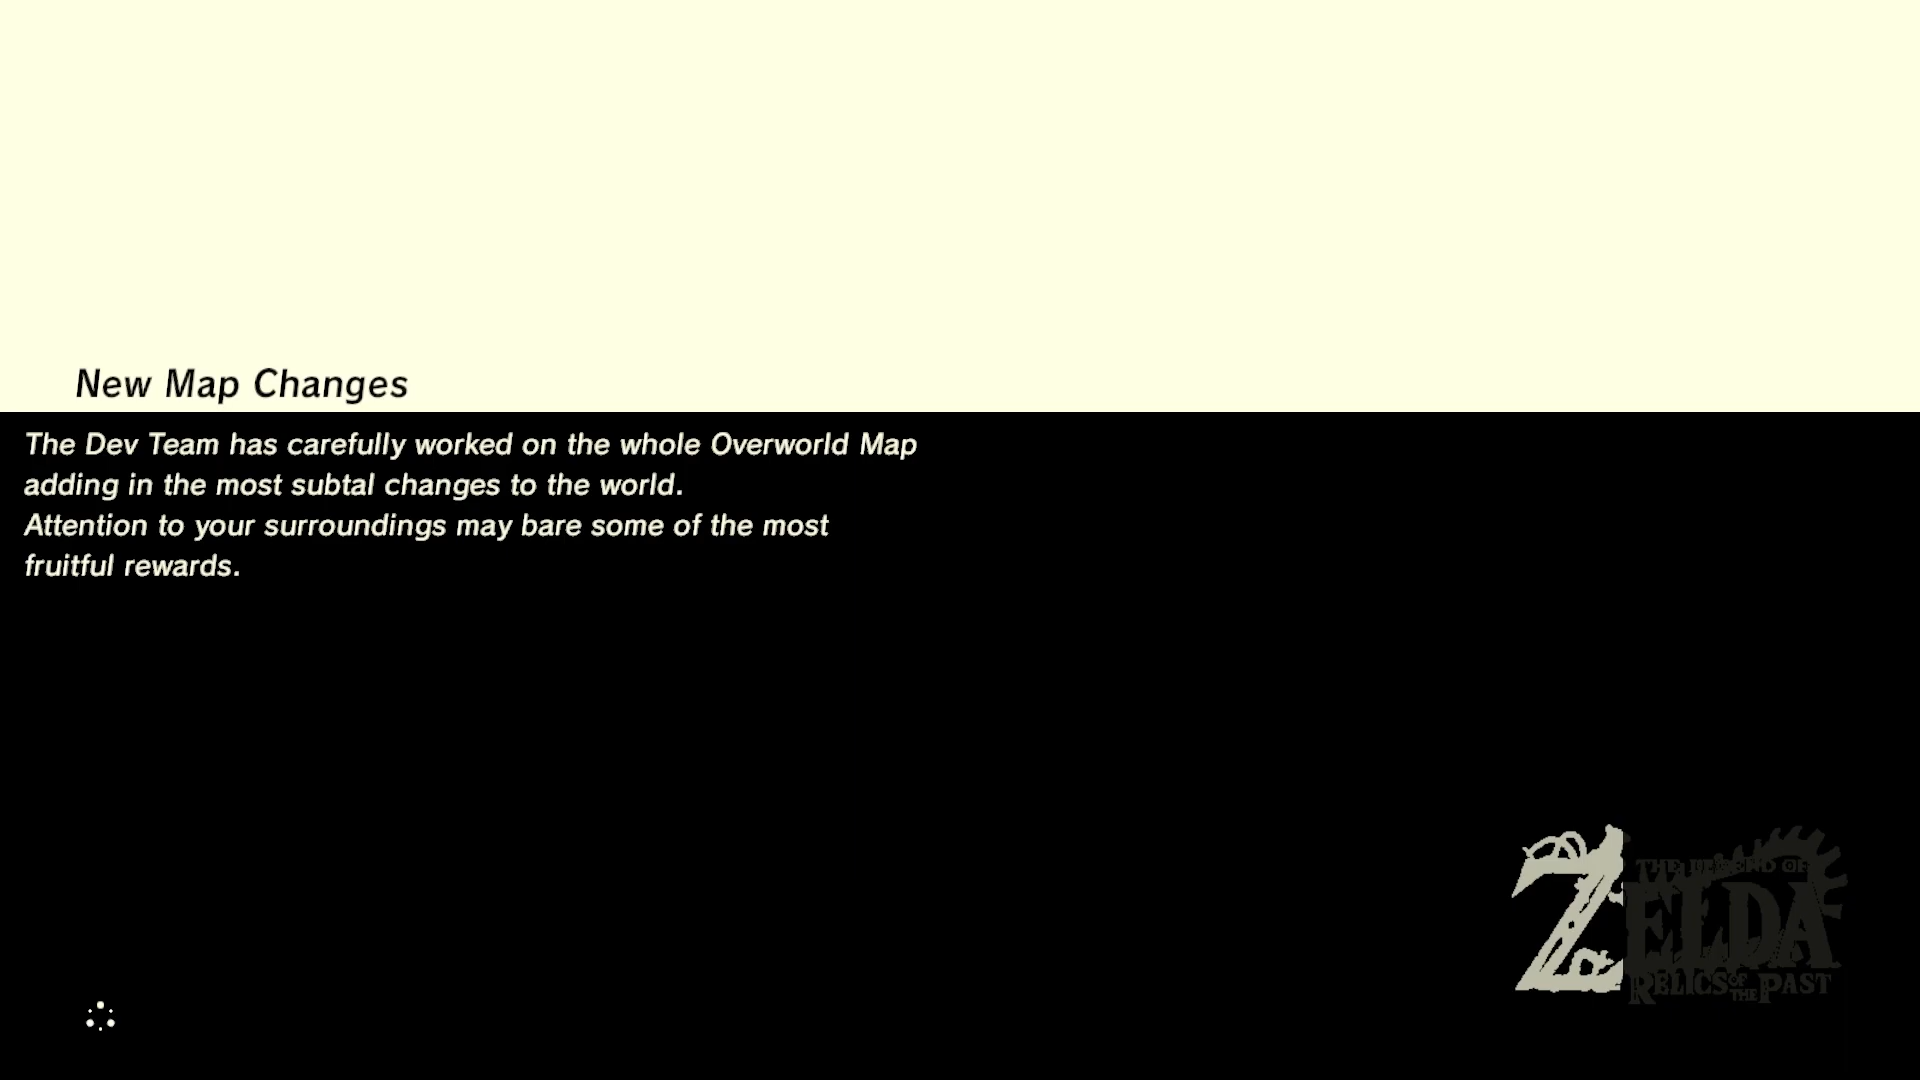 New Map Changes
The Dev Team has carefully worked on the whole Overworld Map
adding in the most subtal changes to the world.
Attention to your surroundings may bare some of the most
fruitful rewards.
THE LEGEND OF
ZELDA
RELICS OF THE PAST